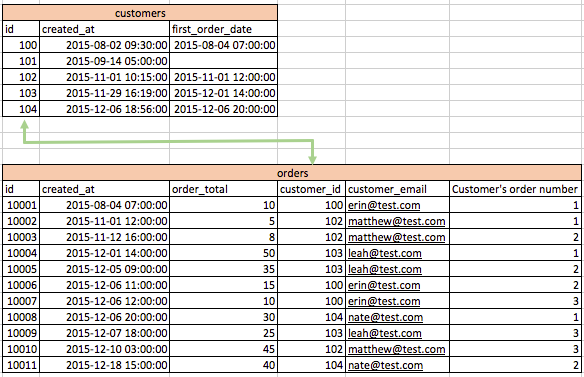 customers
id created_at first_order_date
100 2015-08-02 09:30:00 2015-08-04 07:00:00
101 2015-09-14 05:00:00
102 2015-11-01 10:15:00 2015-11-01 12:00:00
103 2015-11-29 16:19:00 2015-12-01 14:00:00
104 2015-12-06 18:56:00 2015-12-06 20:00:00
orders
id created_at order_total customer_id customer_email Customer's order number
10001 2015-08-04 07:00:00 10 100 erin@test.com 1
10002 2015-11-01 12:00:00 5 102 matthew@test.com 1
10003 2015-11-12 16:00:00 8 102 matthew@test.com 2
10004 2015-12-01 14:00:00 50 103 leah@test.com 1
10005 2015-12-05 09:00:00 35 103 leah@test.com 2
10006 2015-12-06 11:00:00 15 100 erin@test.com 2
10007 2015-12-06 12:00:00 10 100 erin@test.com 3
10008 2015-12-06 20:00:00 30 104 nate@test.com 1
10009 2015-12-07 18:00:00 25 103 leah@test.com 3
10010 2015-12-10 03:00:00 45 102 matthew@test.com 3
10011 2015-12-18 15:00:00 40 104 nate@test.com 2